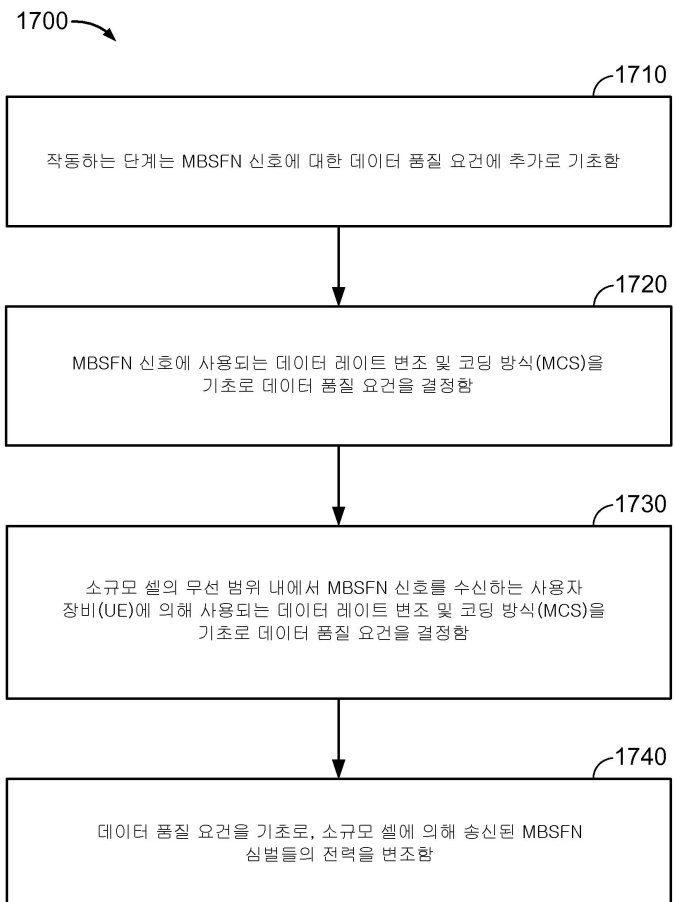 1700
1710
작동하는 단계는 MBSFN 신호에 대한 데이터 품질 요건에 추가로 기초함
1720
MBSFN 신호에 사용되는 데이터 레이트 변조 및 코딩 방식(MCS)을
기초로 데이터 품질 요건을 결정함
1730
소규모 셀의 무선 범위 내에서 MBSFN 신호를 수신하는 사용자
장비(UE)에 의해 사용되는 데이터 레이트 변조 및 코딩 방식(MCS)을
기초로 데이터 품질 요건을 결정함
1740
데이터 품질 요건을 기초로, 소규모 셀에 의해 송신된 MBSFN
심벌들의 전력을 변조함